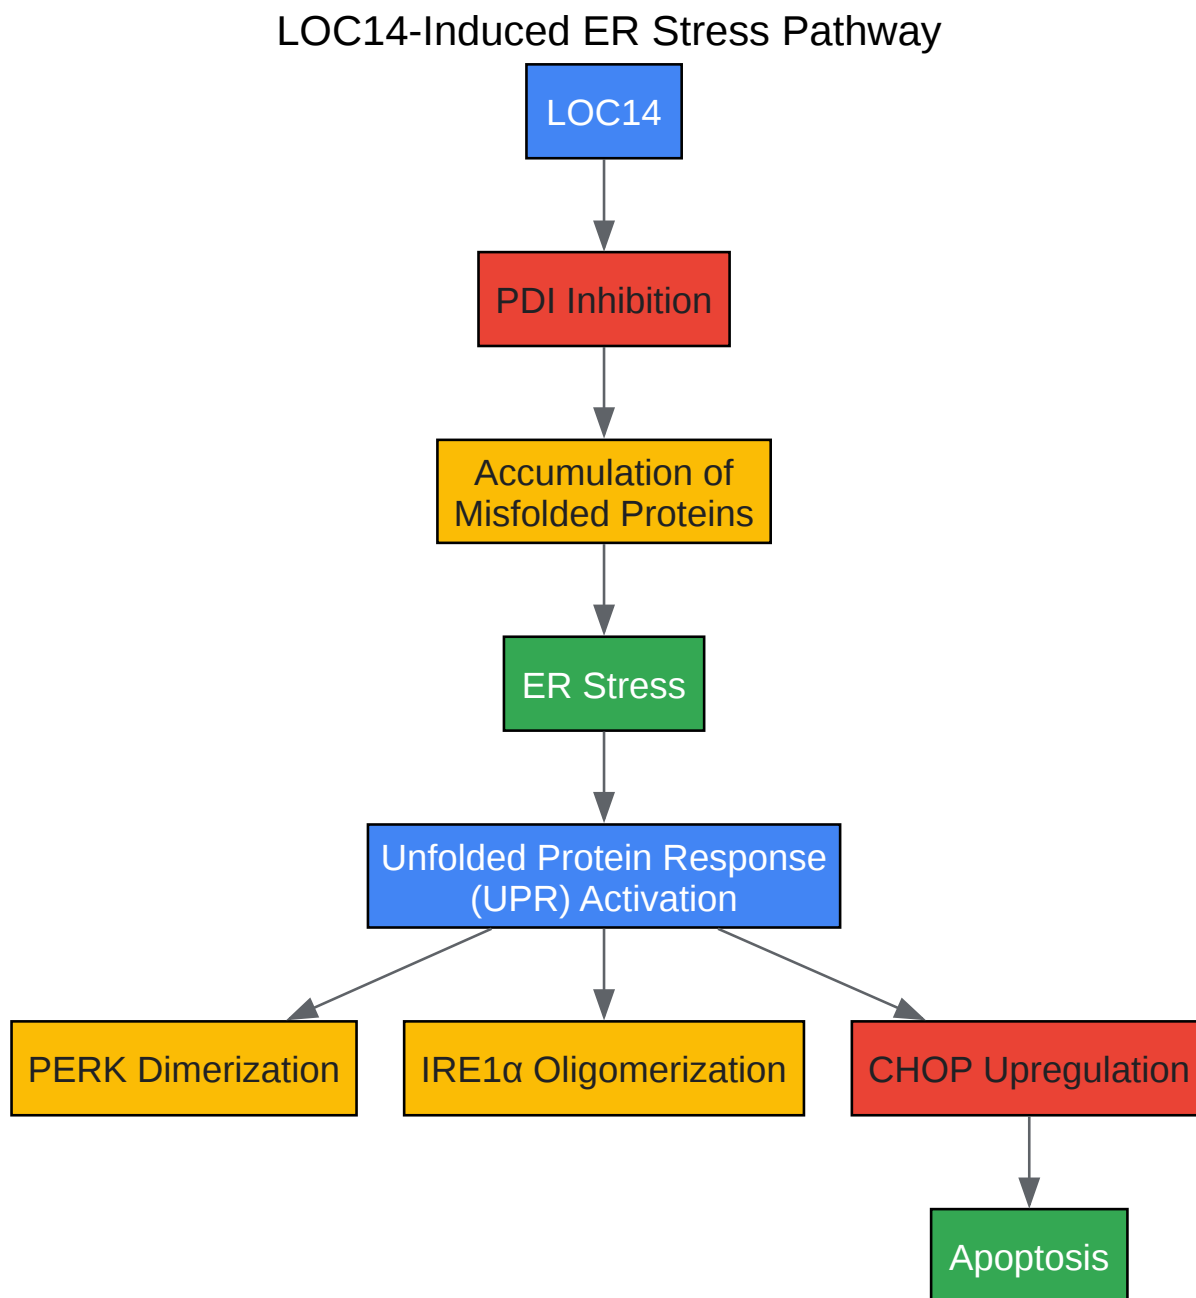 LOC14-Induced ER Stress Pathway
LOC14
PDI Inhibition
Accumulation of
Misfolded Proteins
ER Stress
Unfolded Protein Response
(UPR) Activation
PERK Dimerization
IRE1α Oligomerization
CHOP Upregulation
Apoptosis